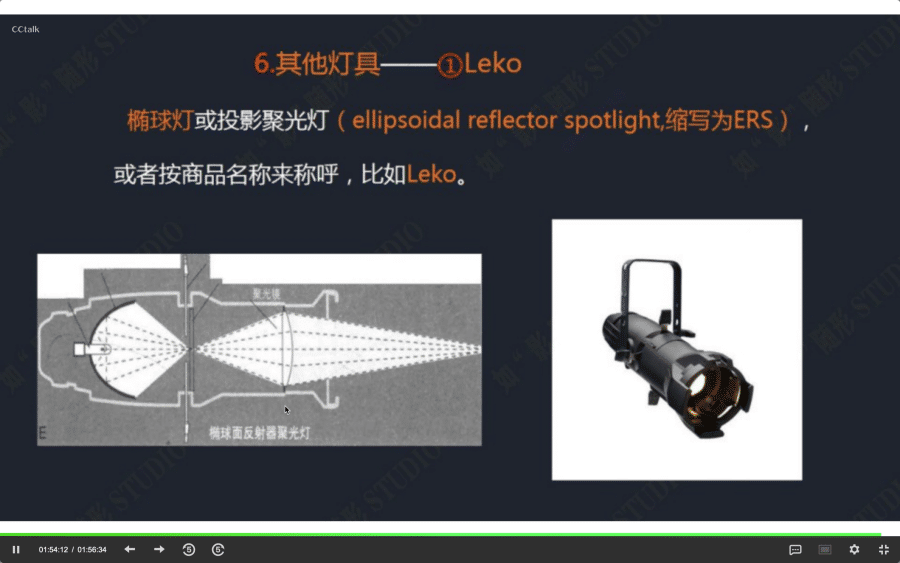 CCtalk
6.其他灯具——①Leko
椭球灯或投影聚光灯（ellipsoidal reflector spotlight,缩写为ERS），
或者按商品名称来称呼，比如Leko。
聚光镜
椭球面反射器聚光灯
E
01:54:12 / 01:56:34